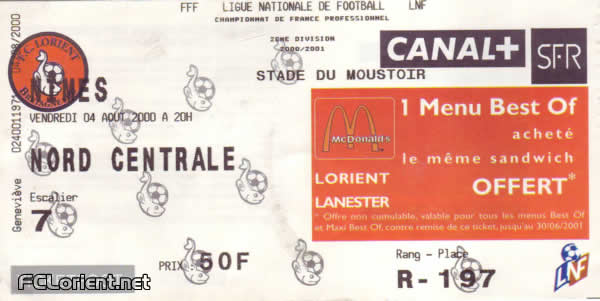 FFF LIGUE NATIONALE DE FOOTBALL LNF
CHAMPIONNAT DE FRANCE PROFESSIONNEL
2EME DIVISION
2000/2001
CANAL+
SFR
STADE DU MOUSTOIR
F.C. LORIENT
NIMES
VENDREDI 04 AOUT 2000 A 20H
NORD CENTRALE
Escalier
7
PRIX : 50F
Geneviève
McDonald's
LORIENT
LANESTER
1 Menu Best Of
acheté
le même sandwich
OFFERT*
* Offre non cumulable, valable pour tous les menus Best Of
et Maxi Best Of, contre remise de ce ticket, jusqu'au 30/06/2001
Rang - Place
R - 197
LNF
FCLorient.net